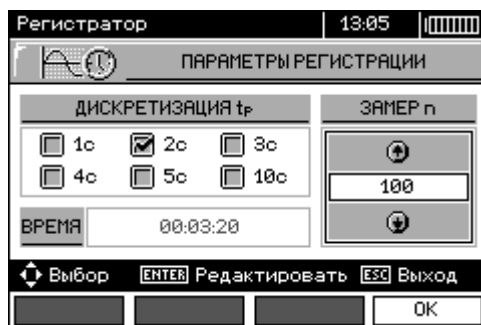 Регистратор 13:05
ПАРАМЕТРЫ РЕГИСТРАЦИИ
ДИСКРЕТИЗАЦИЯ tₚ ЗАМЕР n
1с 2с 3с
4с 5с 10с
100
ВРЕМЯ 00:03:20
Выбор ENTER Редактировать ESC Выход
OK